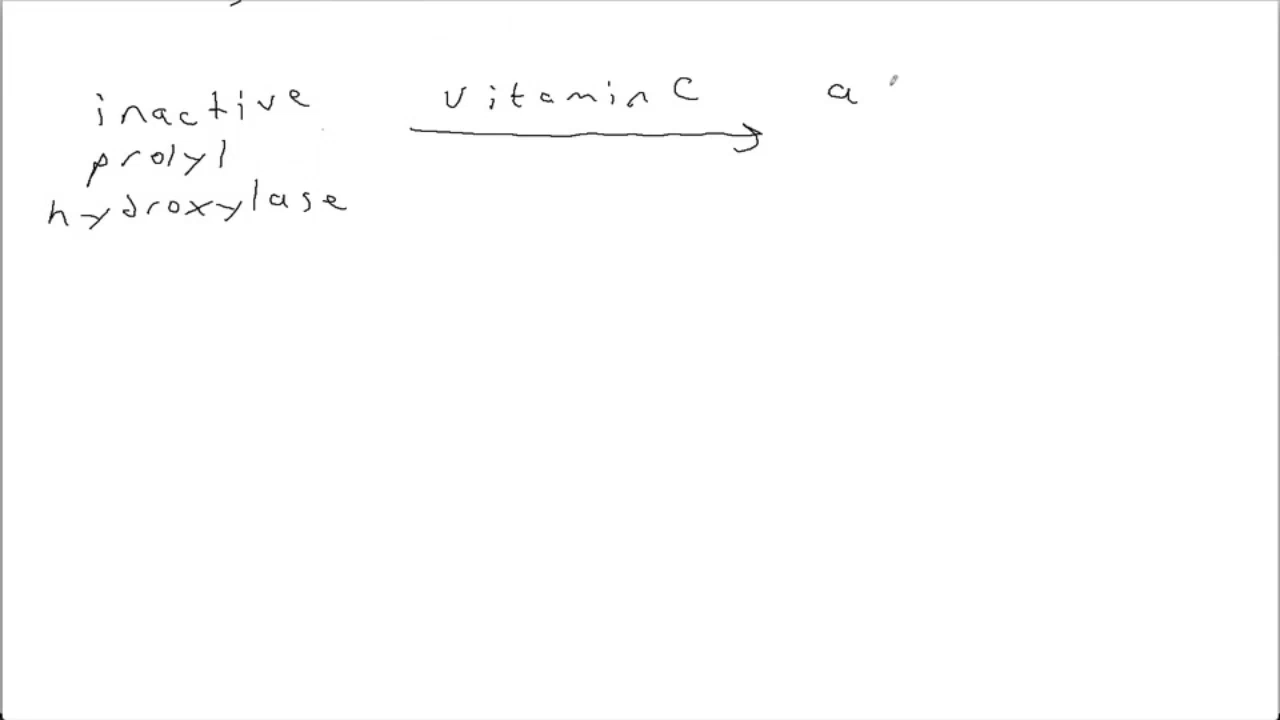 inactive
prolyl
hydroxylase
vitamin C
a